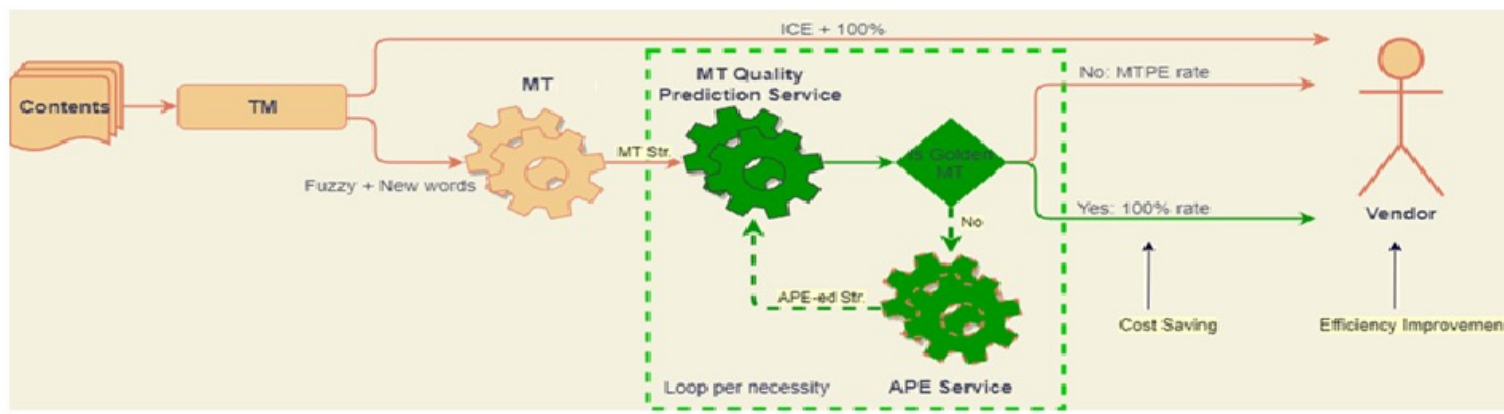 ICE + 100%
Contents
TM
MT
Fuzzy + New words
MT Str.
MT Quality
Prediction Service
Is Golden
MT
No
APE-ed Str.
APE Service
Loop per necessity
No: MTPE rate
Yes: 100% rate
Vendor
Cost Saving
Efficiency Improvement